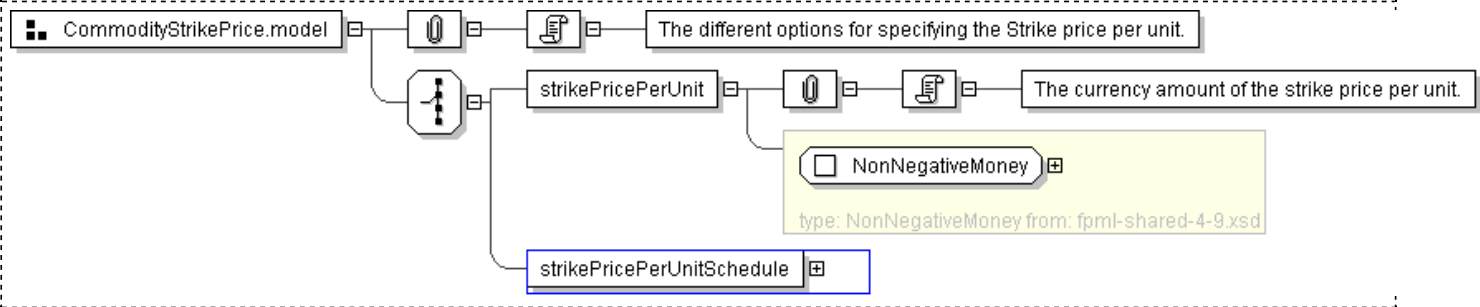 CommodityStrikePrice.model
The different options for specifying the Strike price per unit.
strikePricePerUnit
The currency amount of the strike price per unit.
NonNegativeMoney
type: NonNegativeMoney from: fpml-shared-4-9.xsd
strikePricePerUnitSchedule